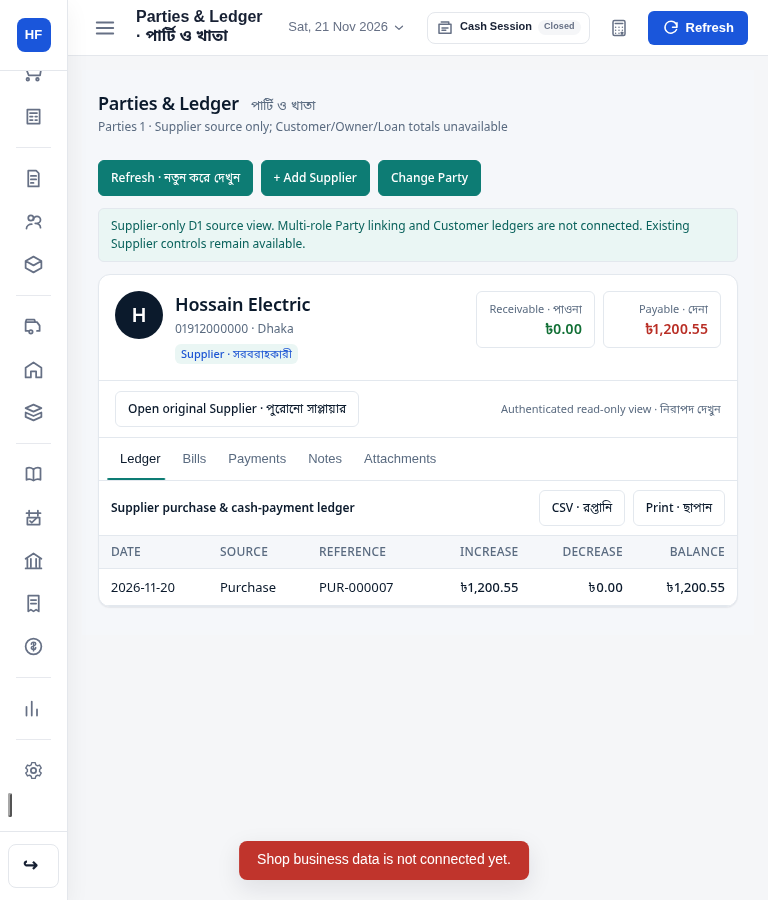 HF
Parties & Ledger
· পার্টি ও খাতা
Sat, 21 Nov 2026
Cash Session Closed
Refresh
Parties & Ledger পার্টি ও খাতা
Parties 1 · Supplier source only; Customer/Owner/Loan totals unavailable
Refresh · নতুন করে দেখুন
+ Add Supplier
Change Party
Supplier-only D1 source view. Multi-role Party linking and Customer ledgers are not connected. Existing
Supplier controls remain available.
H
Hossain Electric
01912000000 · Dhaka
Supplier · সরবরাহকারী
Receivable · পাওনা
৳0.00
Payable · দেনা
৳1,200.55
Open original Supplier · পুরোনো সাপ্লায়ার
Authenticated read-only view · নিরাপদ দেখুন
Bills Payments Notes Attachments
Ledger
Supplier purchase & cash-payment ledger
CSV · রপ্তানি
Print · ছাপান
DATE SOURCE REFERENCE INCREASE DECREASE BALANCE
2026-11-20 Purchase PUR-000007 ৳1,200.55 ৳0.00 ৳1,200.55
Shop business data is not connected yet.